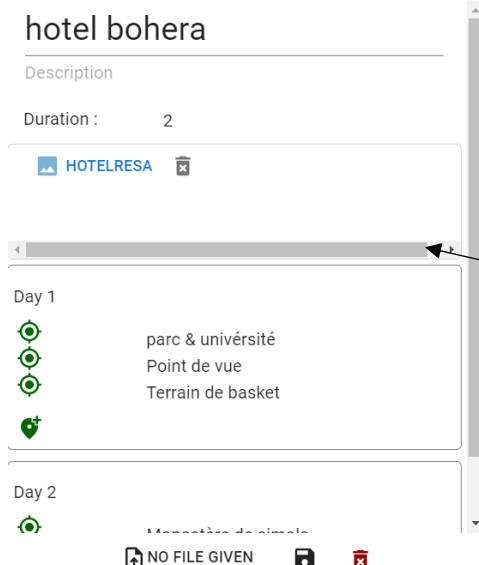 hotel bohera
Description
Duration : 2
HOTELRESA
Day 1
parc & univérsité
Point de vue
Terrain de basket
Day 2
NO FILE GIVEN